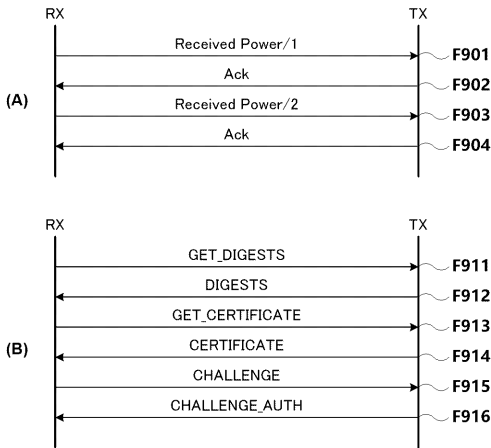 RX TX
Received Power/1 F901
Ack F902
(A)
Received Power/2 F903
Ack F904
RX TX
GET_DIGESTS F911
DIGESTS F912
GET_CERTIFICATE F913
(B)
CERTIFICATE F914
CHALLENGE F915
CHALLENGE_AUTH F916